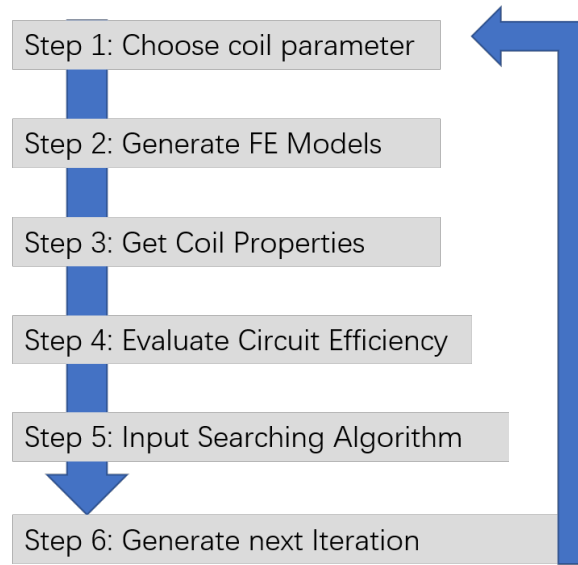 Step 1: Choose coil parameter
Step 2: Generate FE Models
Step 3: Get Coil Properties
Step 4: Evaluate Circuit Efficiency
Step 5: Input Searching Algorithm
Step 6: Generate next Iteration